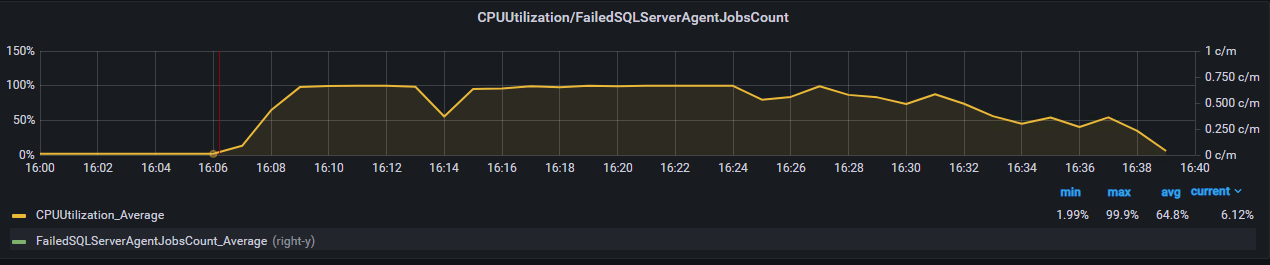 CPUUtilization/FailedSQLServerAgentJobsCount
150%
100%
50%
0%
1 c/m
0.750 c/m
0.500 c/m
0.250 c/m
0 c/m
16:00 16:02 16:04 16:06 16:08 16:10 16:12 16:14 16:16 16:18 16:20 16:22 16:24 16:26 16:28 16:30 16:32 16:34 16:36 16:38 16:40
min max avg current
CPUUtilization_Average 1.99% 99.9% 64.8% 6.12%
FailedSQLServerAgentJobsCount_Average (right-y)